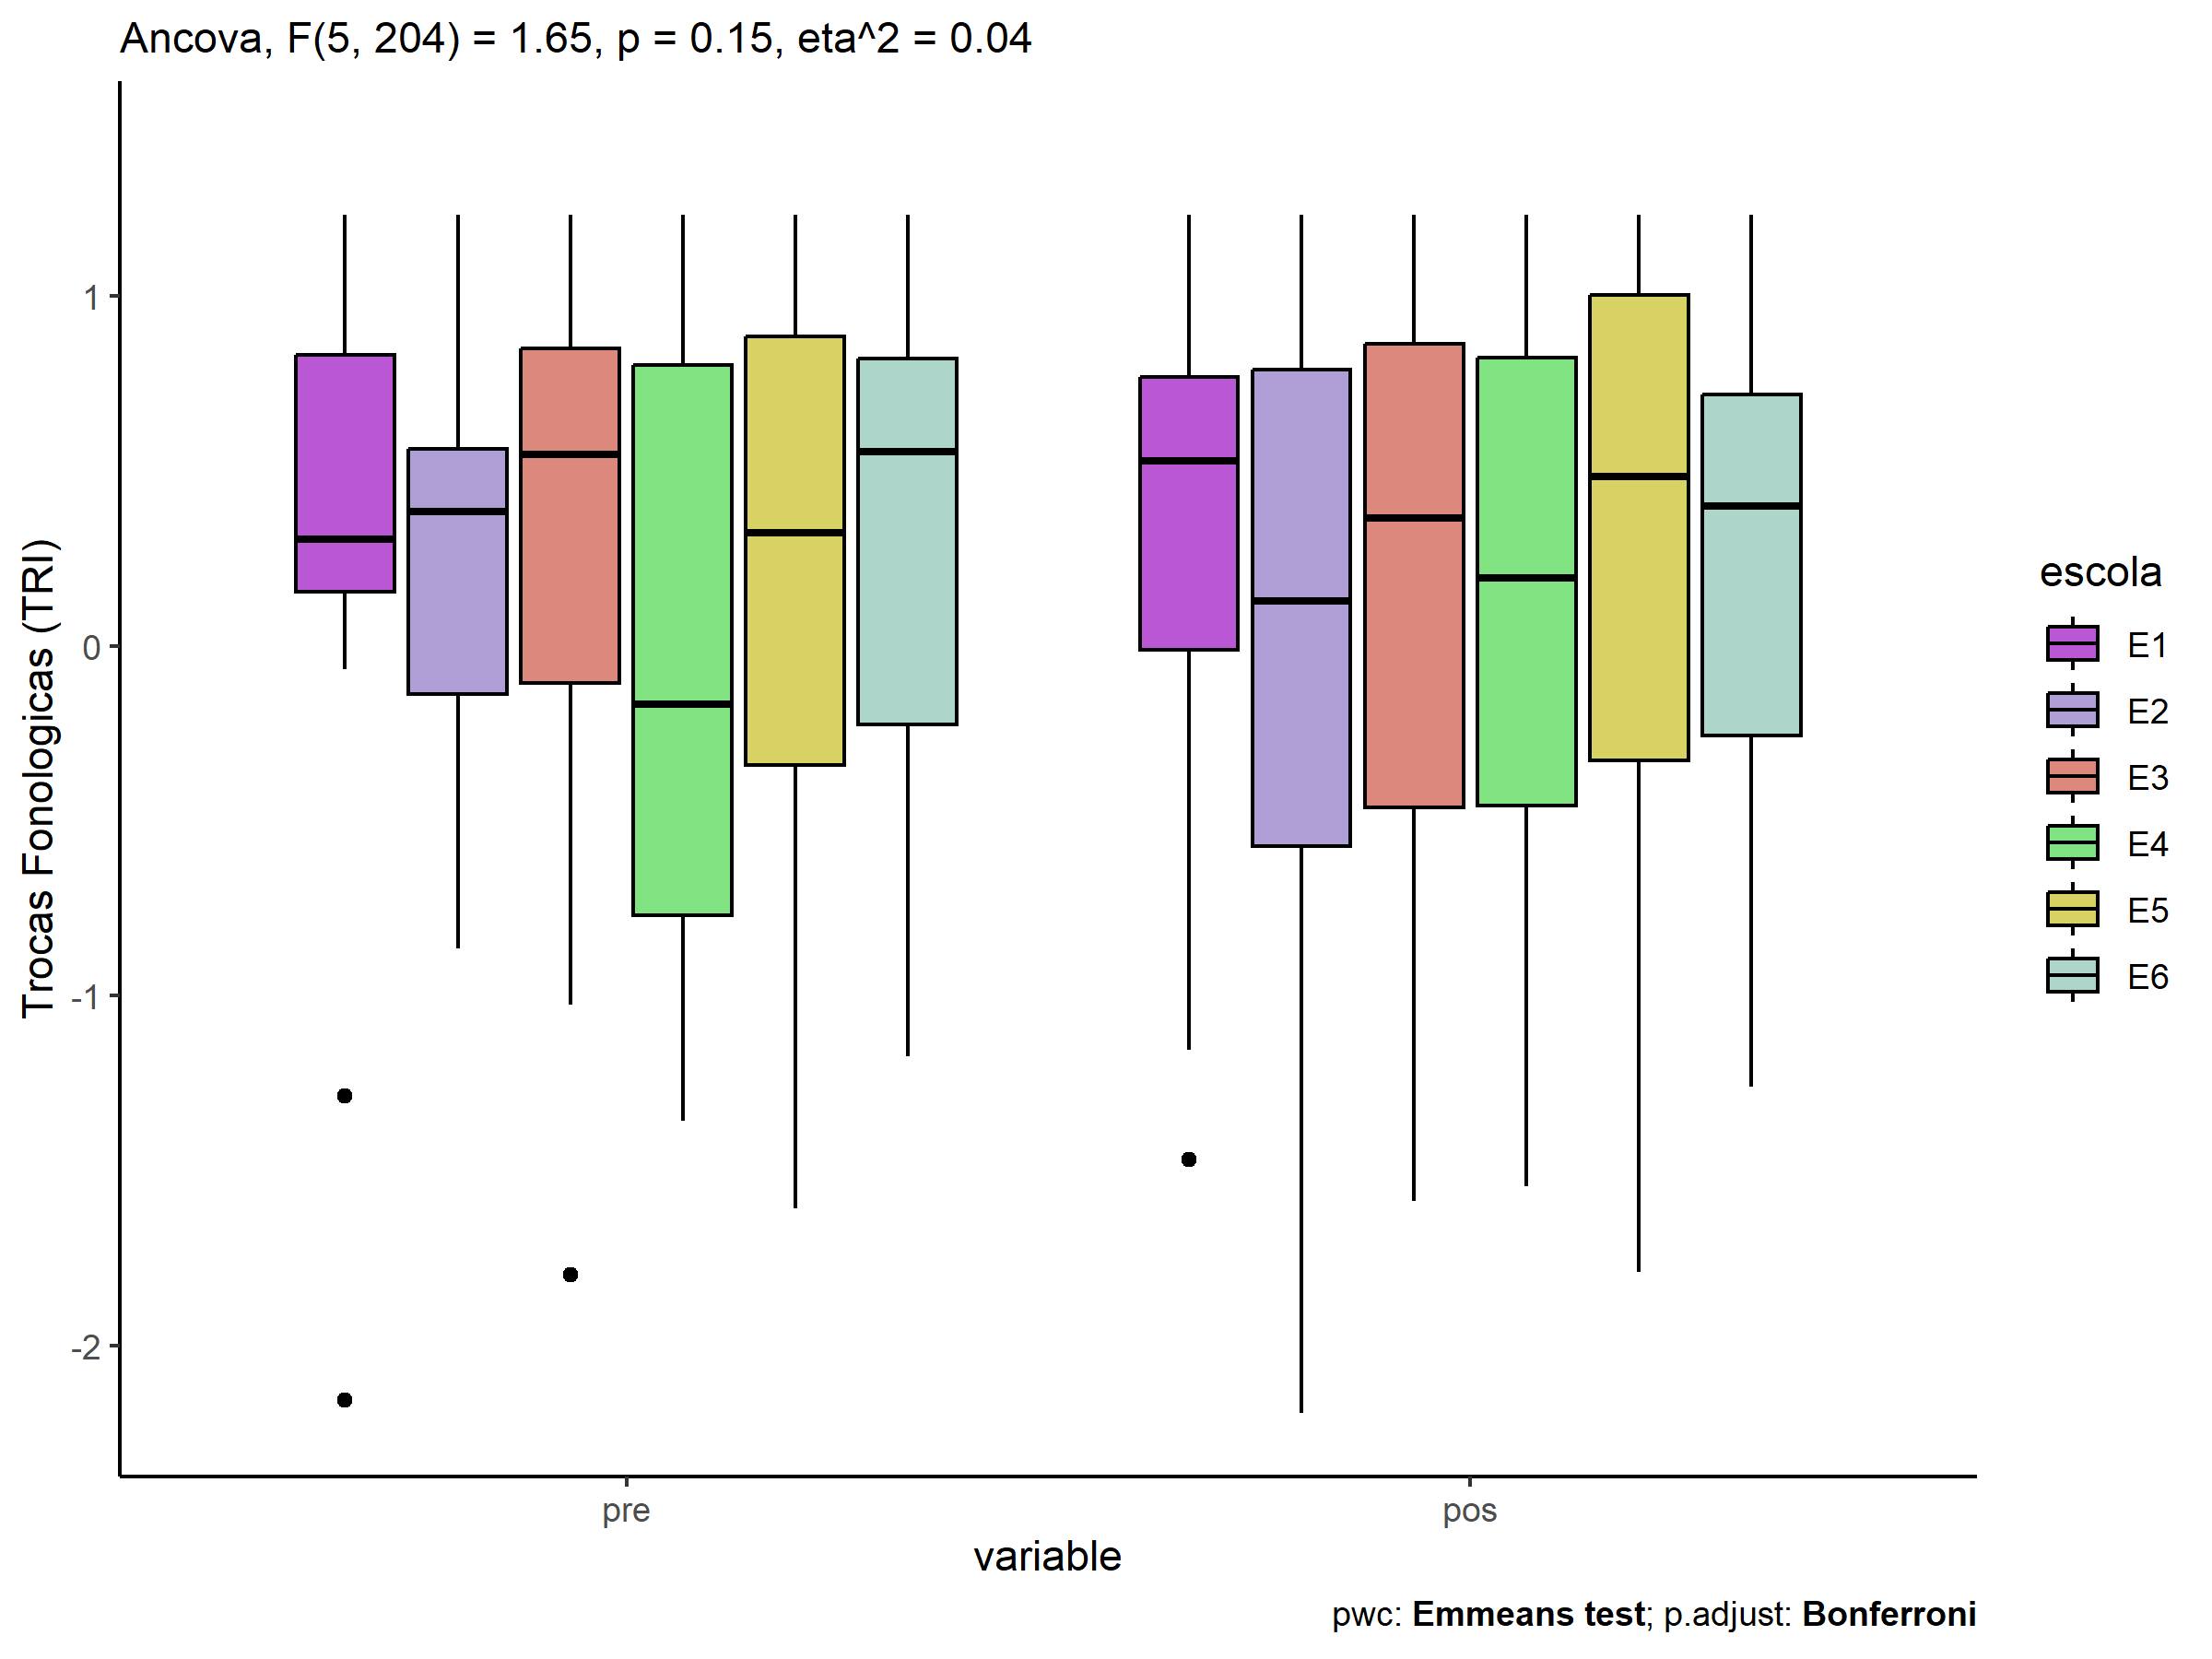 Ancova, F(5, 204) = 1.65, p = 0.15, eta^2 = 0.04
Trocas Fonologicas (TRI)
1
0
-1
-2
pre
pos
variable
escola
E1
E2
E3
E4
E5
E6
pwc: Emmeans test; p.adjust: Bonferroni